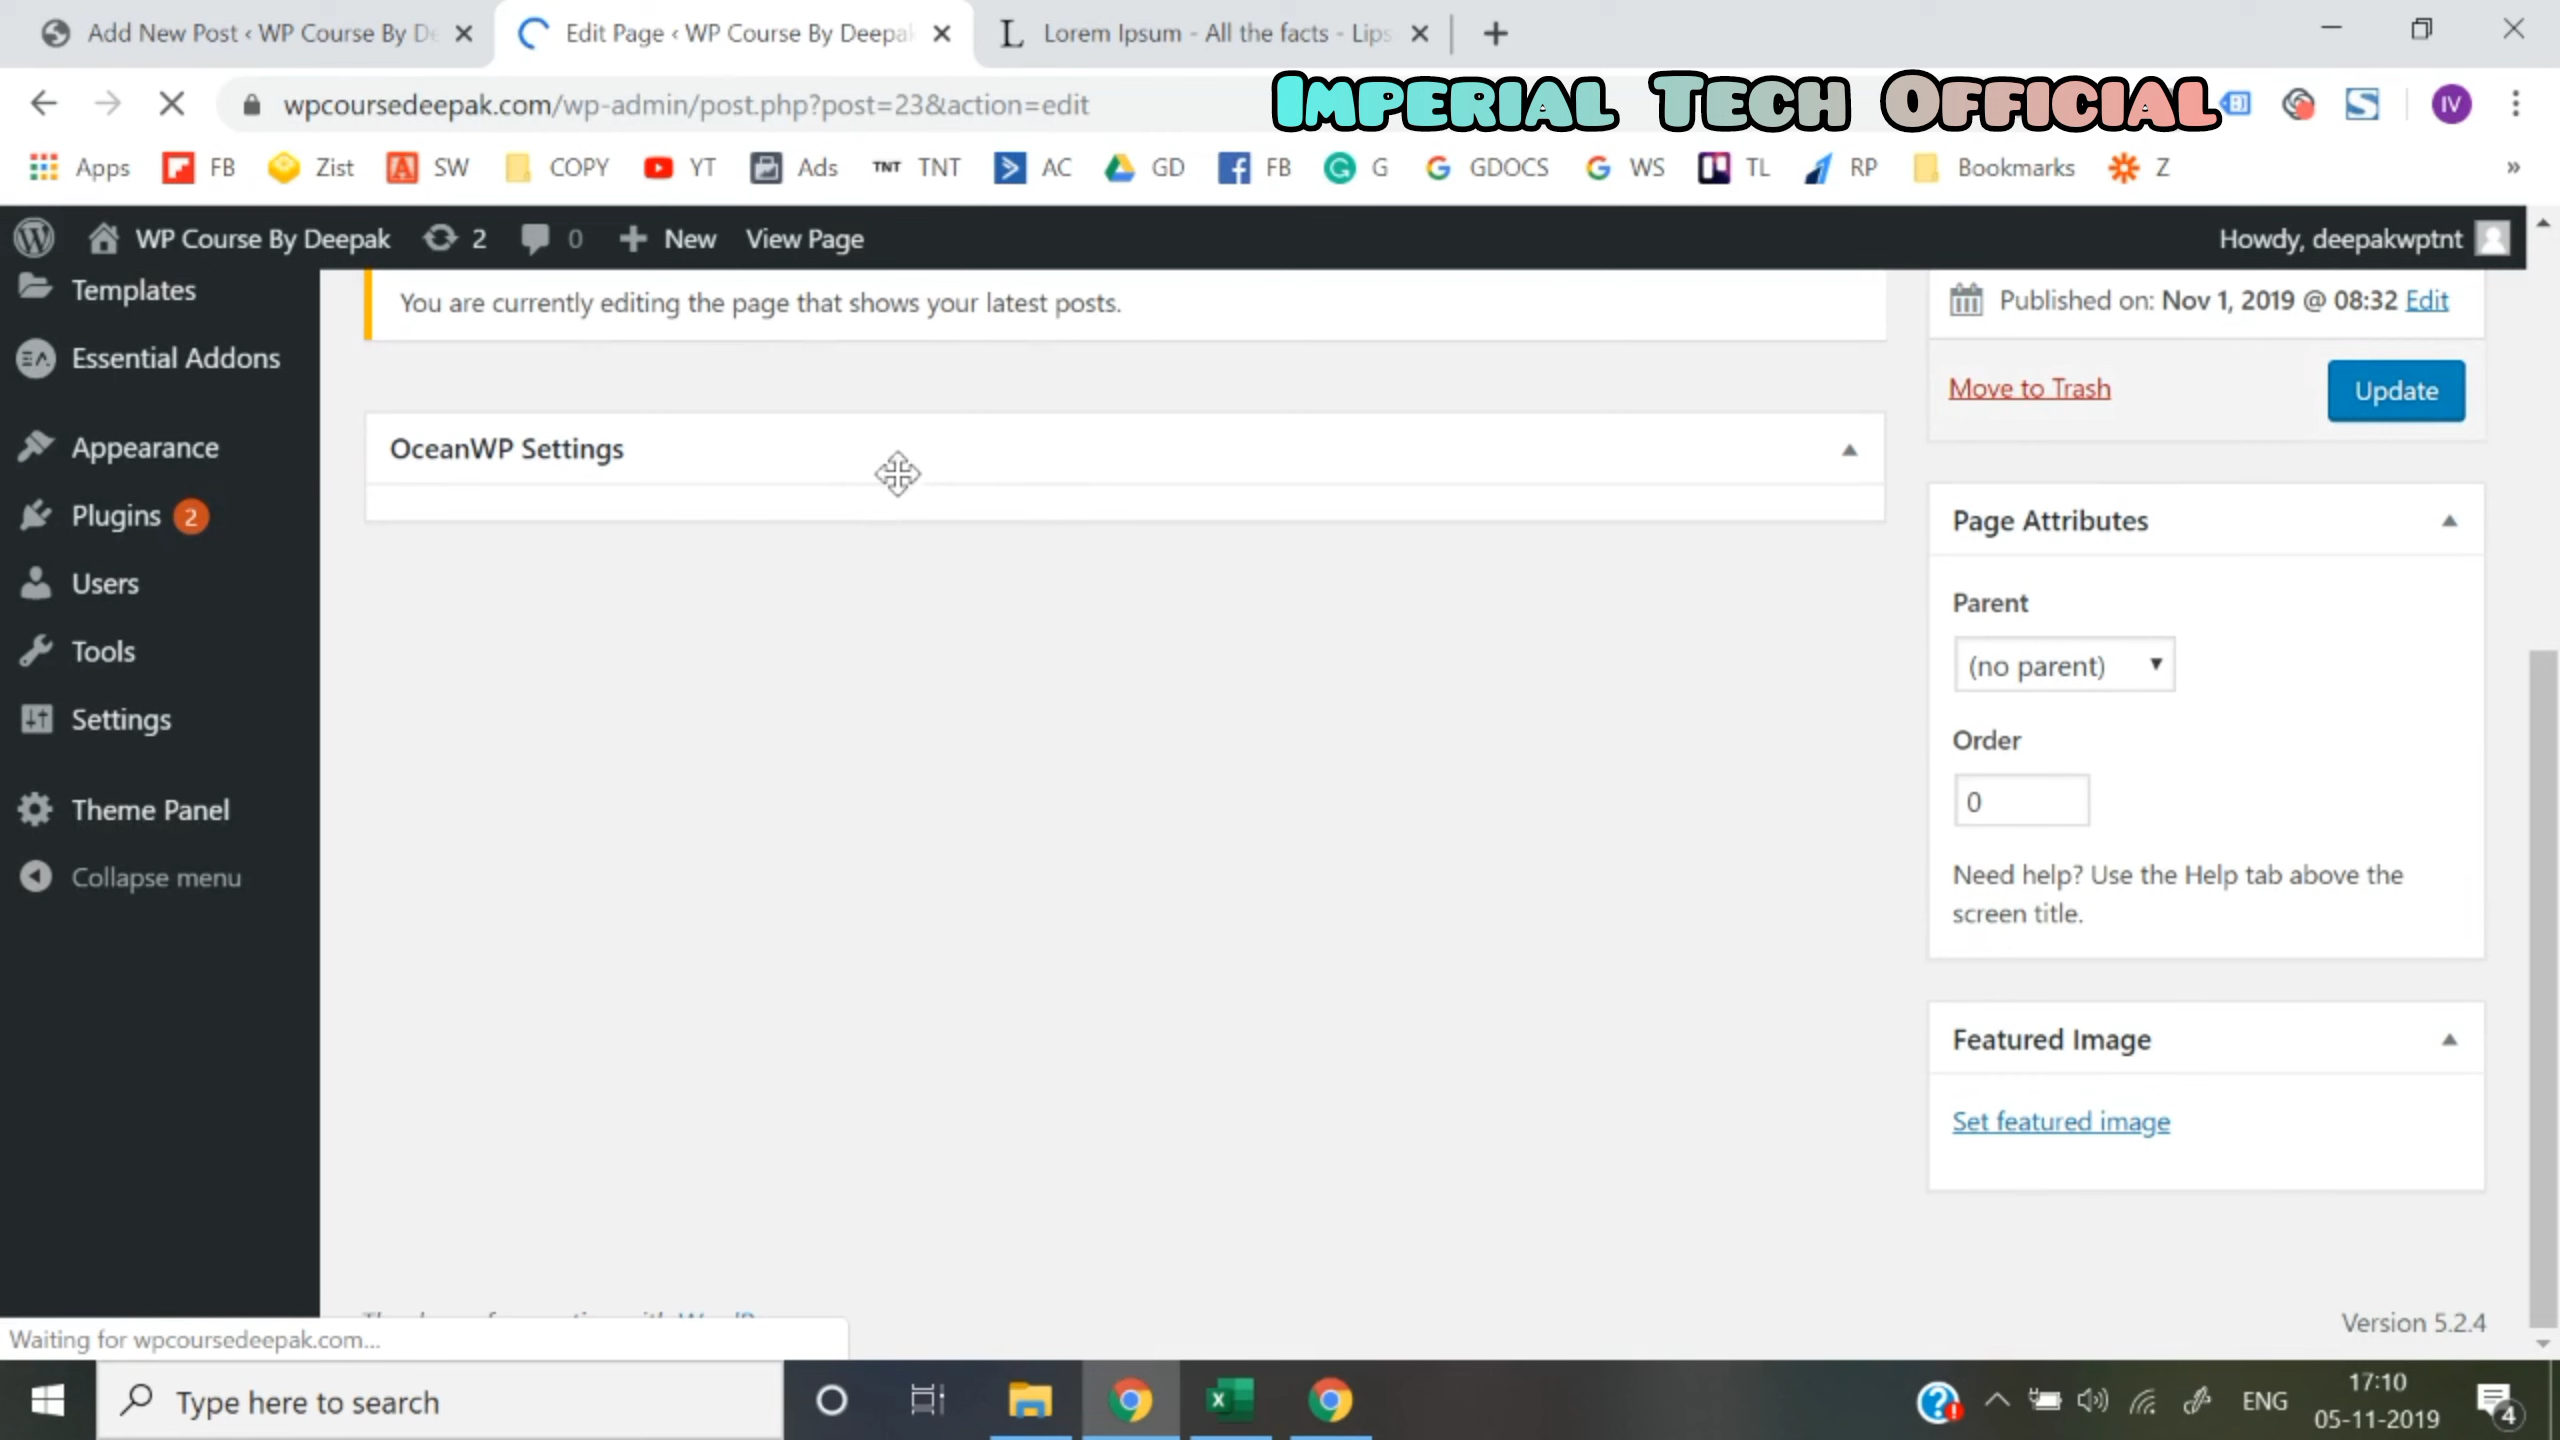 Add New Post ‹ WP Course By De
Edit Page ‹ WP Course By Deepak
Lorem Ipsum - All the facts - Lips
wpcoursedeepak.com/wp-admin/post.php?post=23&action=edit
Imperial Tech Official
IV
Apps
FB
Zist
SW
COPY
YT
Ads
TNT TNT
AC
GD
FB
G
GDOCS
WS
TL
RP
Bookmarks
Z
»
WP Course By Deepak
2
0
New
View Page
Howdy, deepakwptnt
Templates
Essential Addons
Appearance
Plugins 2
Users
Tools
Settings
Theme Panel
Collapse menu
You are currently editing the page that shows your latest posts.
OceanWP Settings
Published on: Nov 1, 2019 @ 08:32 Edit
Move to Trash
Update
Page Attributes
Parent
(no parent)
Order
0
Need help? Use the Help tab above the
screen title.
Featured Image
Set featured image
Version 5.2.4
Waiting for wpcoursedeepak.com...
Type here to search
ENG
17:10
05-11-2019
4